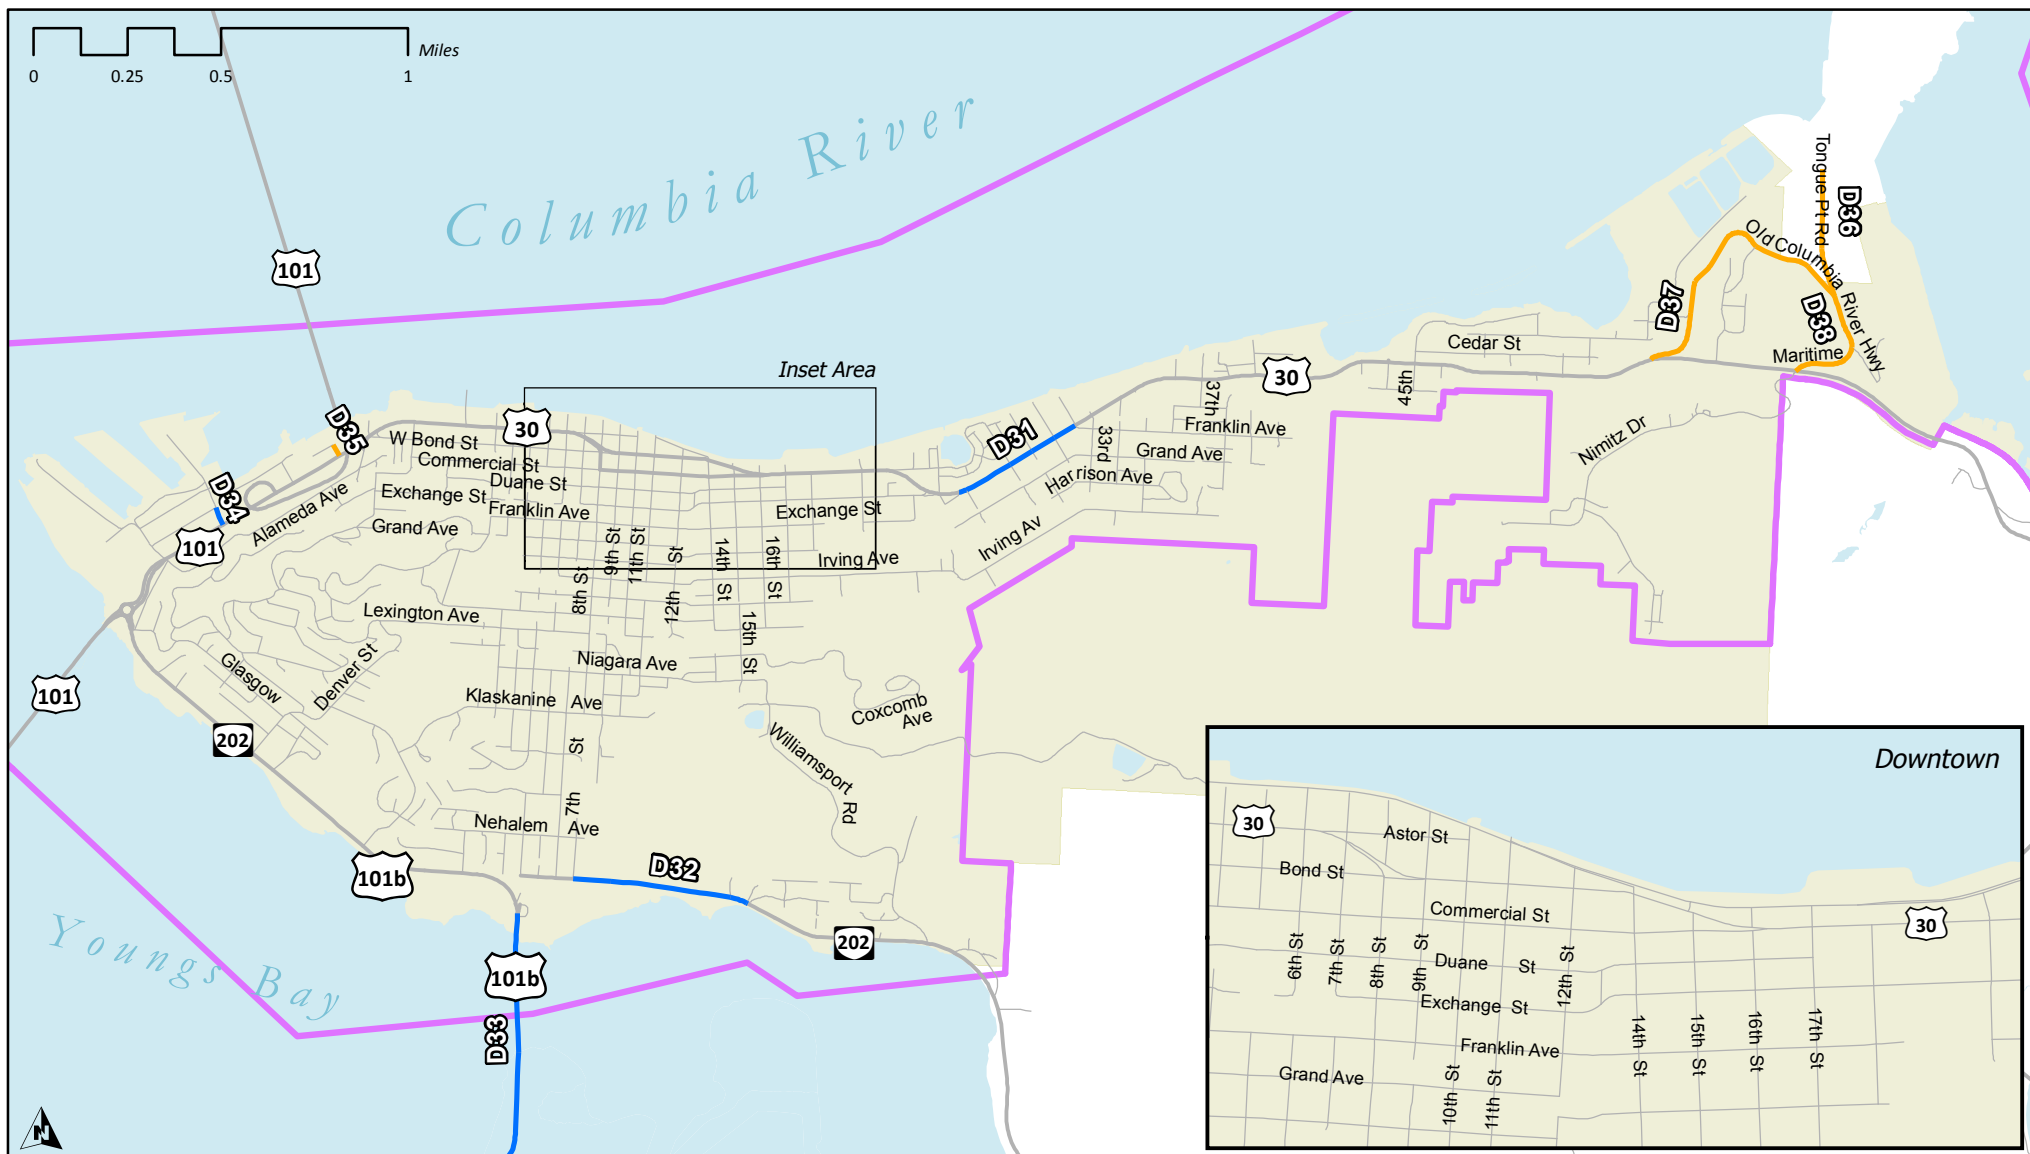 Miles
0
0.25
0.5
1
Columbia River
101
Tongue Pt Rd
D36
Old Columbia River Hwy
D37
D38
Maritime
Cedar St
Inset Area
30
37th
45th
D35
30
W Bond St
D31
33rd
Franklin Ave
Commercial St
Grand Ave
Nimitz Dr
Duane St
Harrison Ave
D34
Exchange St
Alameda Ave
Franklin Ave
Exchange St
Grand Ave
Irving Av
101
9th St
11th St
12th St
14th St
16th St
Irving Ave
8th St
Lexington Ave
15th St
Niagara Ave
Glasgow
Denver St
101
Klaskanine Ave
Coxcomb
Ave
202
7th St
Williamsport Rd
Nehalem Ave
D32
101b
Youngs Bay
202
101b
D33
N
Downtown
30
Astor St
Bond St
Commercial St
30
6th St
7th St
8th St
9th St
Duane St
12th St
Exchange St
Franklin Ave
14th St
15th St
16th St
17th St
Grand Ave
10th St
11th St